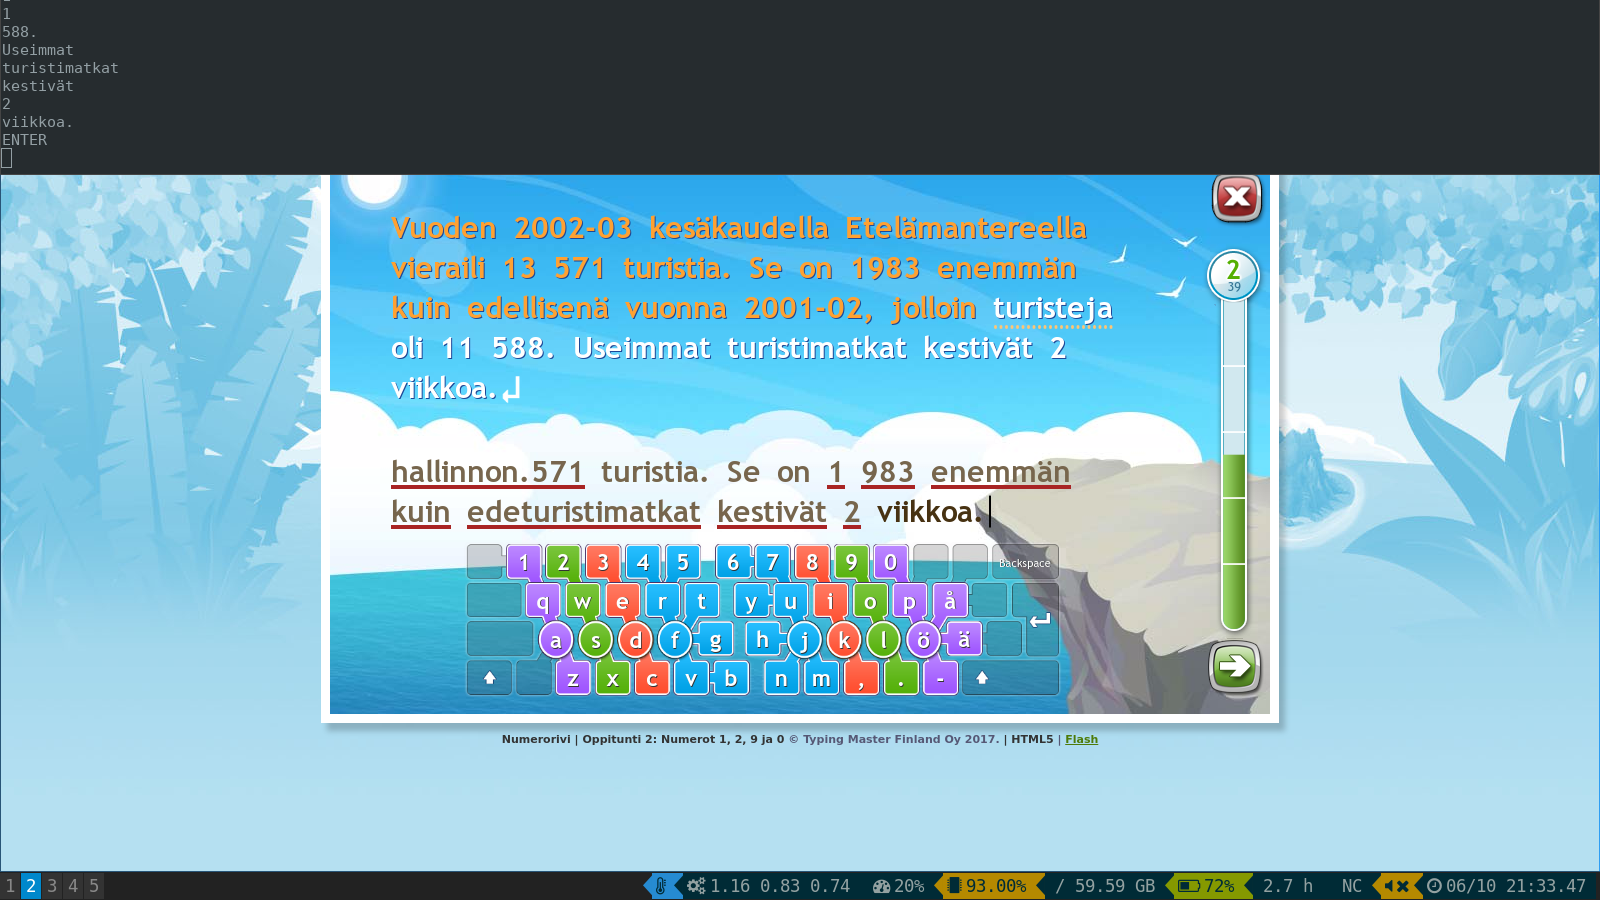 1
588.
Useimmat
turistimatkat
kestivät
2
viikkoa.
ENTER
Vuoden 2002-03 kesäkaudella Etelämantereella
vieraili 13 571 turistia. Se on 1983 enemmän
kuin edellisenä vuonna 2001-02, jolloin turisteja
oli 11 588. Useimmat turistimatkat kestivät 2
viikkoa.↲
2
39
hallinnon.571 turistia. Se on 1 983 enemmän
kuin edeturistimatkat kestivät 2 viikkoa.
1 2 3 4 5 6 7 8 9 0 Backspace
q w e r t y u i o p å
a s d f g h j k l ö ä
z x c v b n m , . -
Numerorivi | Oppitunti 2: Numerot 1, 2, 9 ja 0 © Typing Master Finland Oy 2017. | HTML5 | Flash
1 2 3 4 5 1.16 0.83 0.74 20% 93.00% / 59.59 GB 72% 2.7 h NC 06/10 21:33.47